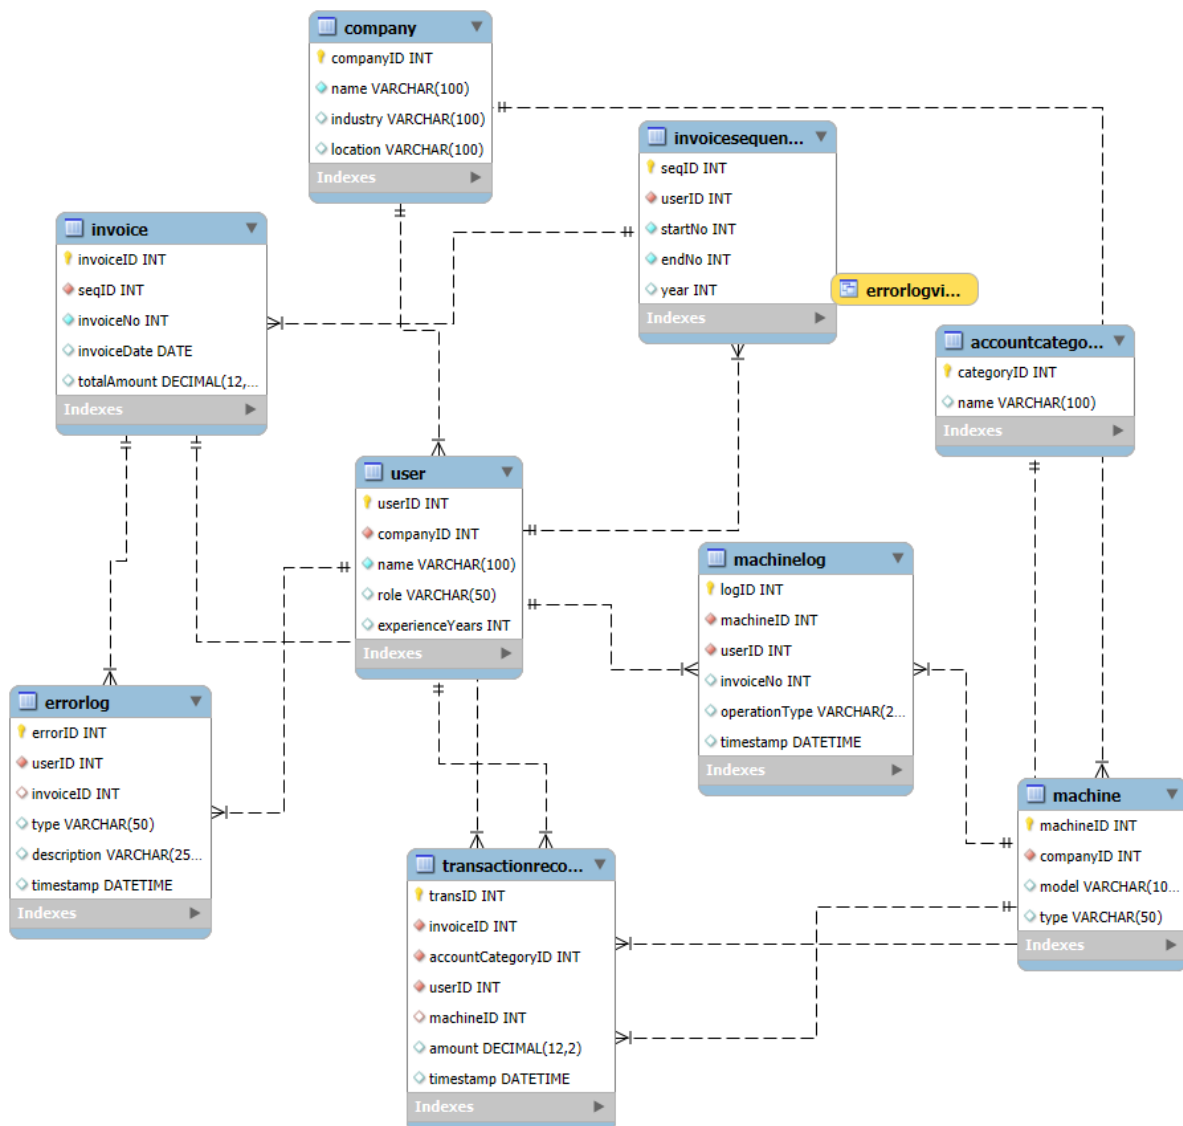 company
companyID INT
name VARCHAR(100)
industry VARCHAR(100)
location VARCHAR(100)
Indexes
invoicesequen...
seqID INT
userID INT
startNo INT
endNo INT
year INT
Indexes
errorlogvi...
invoice
invoiceID INT
seqID INT
invoiceNo INT
invoiceDate DATE
totalAmount DECIMAL(12,...
Indexes
accountcatego...
categoryID INT
name VARCHAR(100)
Indexes
user
userID INT
companyID INT
name VARCHAR(100)
role VARCHAR(50)
experienceYears INT
Indexes
machinelog
logID INT
machineID INT
userID INT
invoiceNo INT
operationType VARCHAR(2...
timestamp DATETIME
Indexes
errorlog
errorID INT
userID INT
invoiceID INT
type VARCHAR(50)
description VARCHAR(25...
timestamp DATETIME
Indexes
machine
machineID INT
companyID INT
model VARCHAR(10...
type VARCHAR(50)
Indexes
transactionreco...
transID INT
invoiceID INT
accountCategoryID INT
userID INT
machineID INT
amount DECIMAL(12,2)
timestamp DATETIME
Indexes